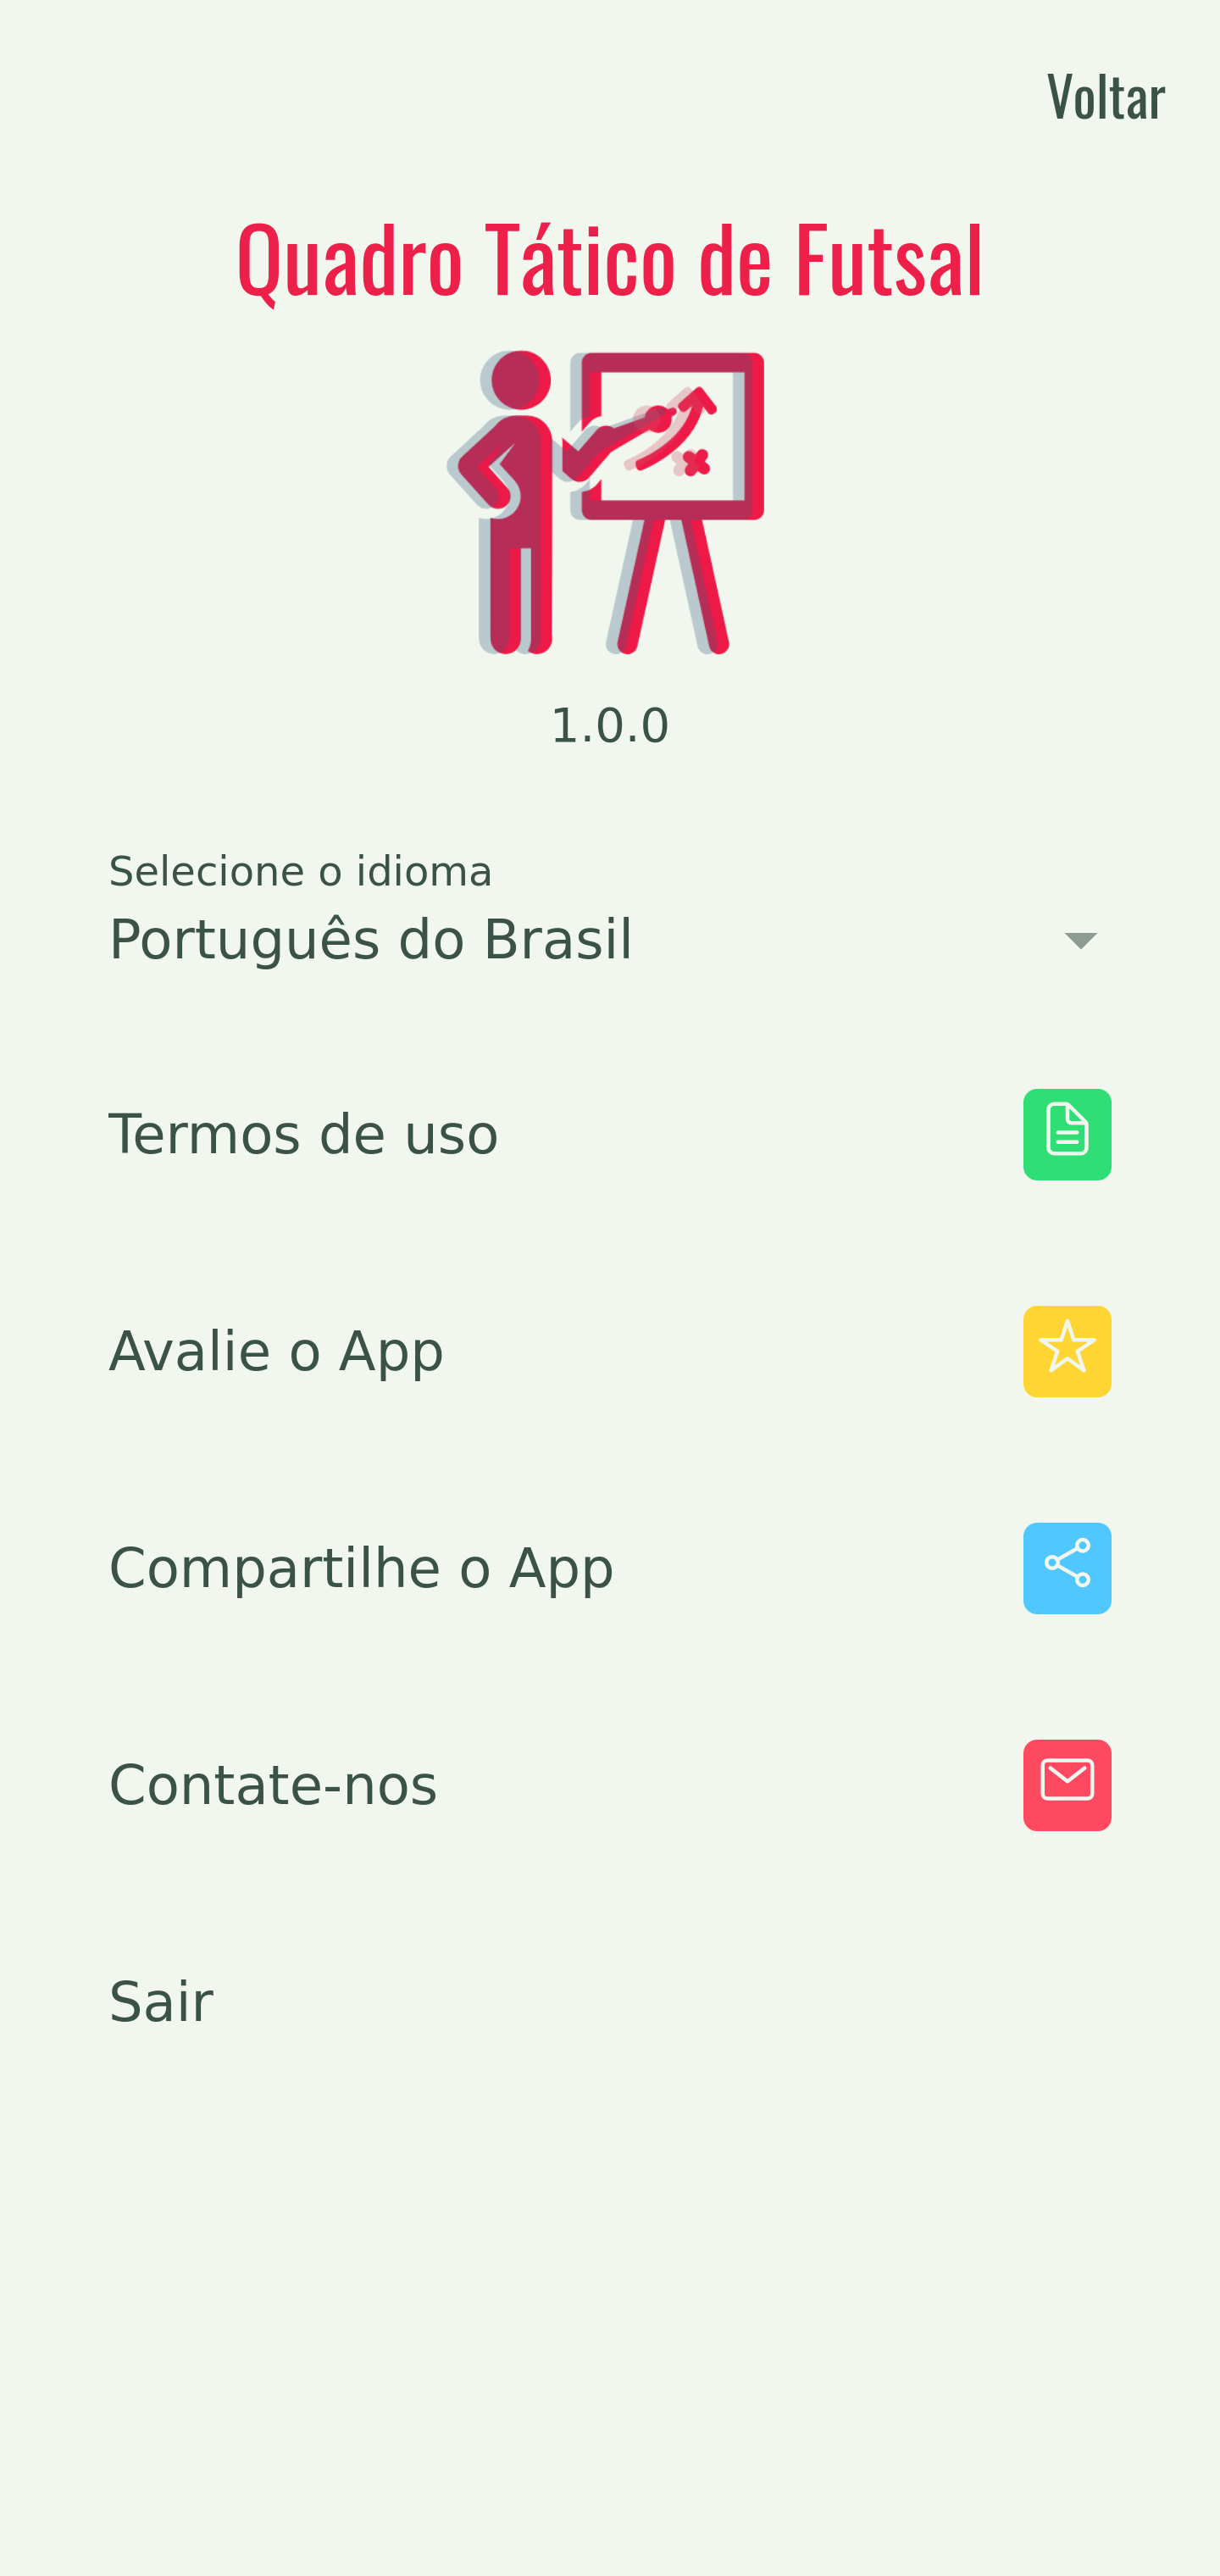 Voltar
Quadro Tático de Futsal
1.0.0
Selecione o idioma
Português do Brasil
Termos de uso
Avalie o App
Compartilhe o App
Contate-nos
Sair